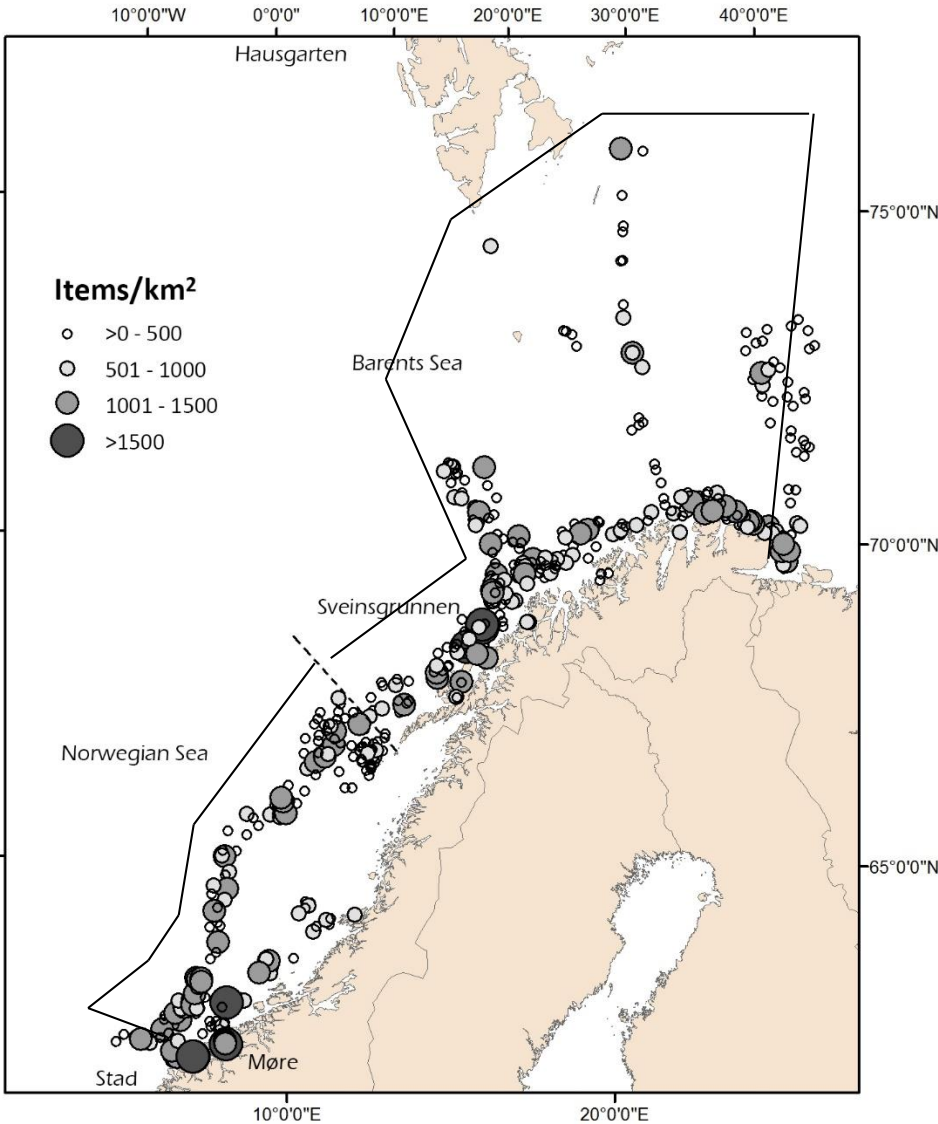 10°0'0"W 0°0'0" 10°0'0"E 20°0'0"E 30°0'0"E 40°0'0"E
Hausgarten
75°0'0"N
Items/km²
>0 - 500
501 - 1000
1001 - 1500
>1500
Barents Sea
70°0'0"N
Sveinsgrunnen
Norwegian Sea
65°0'0"N
Møre
Stad
10°0'0"E 20°0'0"E